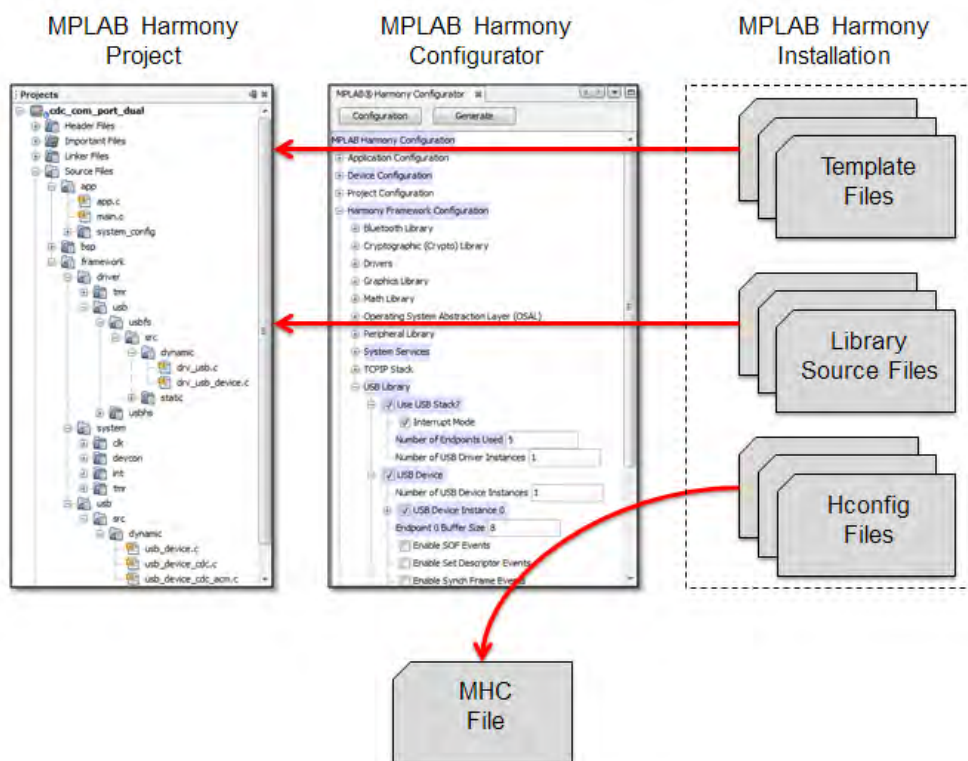 MPLAB Harmony
Project
MPLAB Harmony
Configurator
MPLAB Harmony
Installation
Projects
cdc_com_port_dual
Header Files
Important Files
Linker Files
Source Files
app
app.c
main.c
system_config
bsp
framework
driver
tmr
usb
usbfs
src
dynamic
drv_usb.c
drv_usb_device.c
static
usbhs
system
clk
devcon
int
tmr
usb
src
dynamic
usb_device.c
usb_device_cdc.c
usb_device_cdc_acm.c
MPLAB® Harmony Configurator
Configuration
Generate
MPLAB Harmony Configuration
Application Configuration
Device Configuration
Project Configuration
Harmony Framework Configuration
Bluetooth Library
Cryptographic (Crypto) Library
Drivers
Graphics Library
Math Library
Operating System Abstraction Layer (OSAL)
Peripheral Library
System Services
TCPIP Stack
USB Library
Use USB Stack?
Interrupt Mode
Number of Endpoints Used 5
Number of USB Driver Instances 1
USB Device
Number of USB Device Instances 1
USB Device Instance 0
Endpoint 0 Buffer Size 8
Enable SOF Events
Enable Set Descriptor Events
Enable Synch Frame Events
Template
Files
Library
Source Files
Hconfig
Files
MHC
File